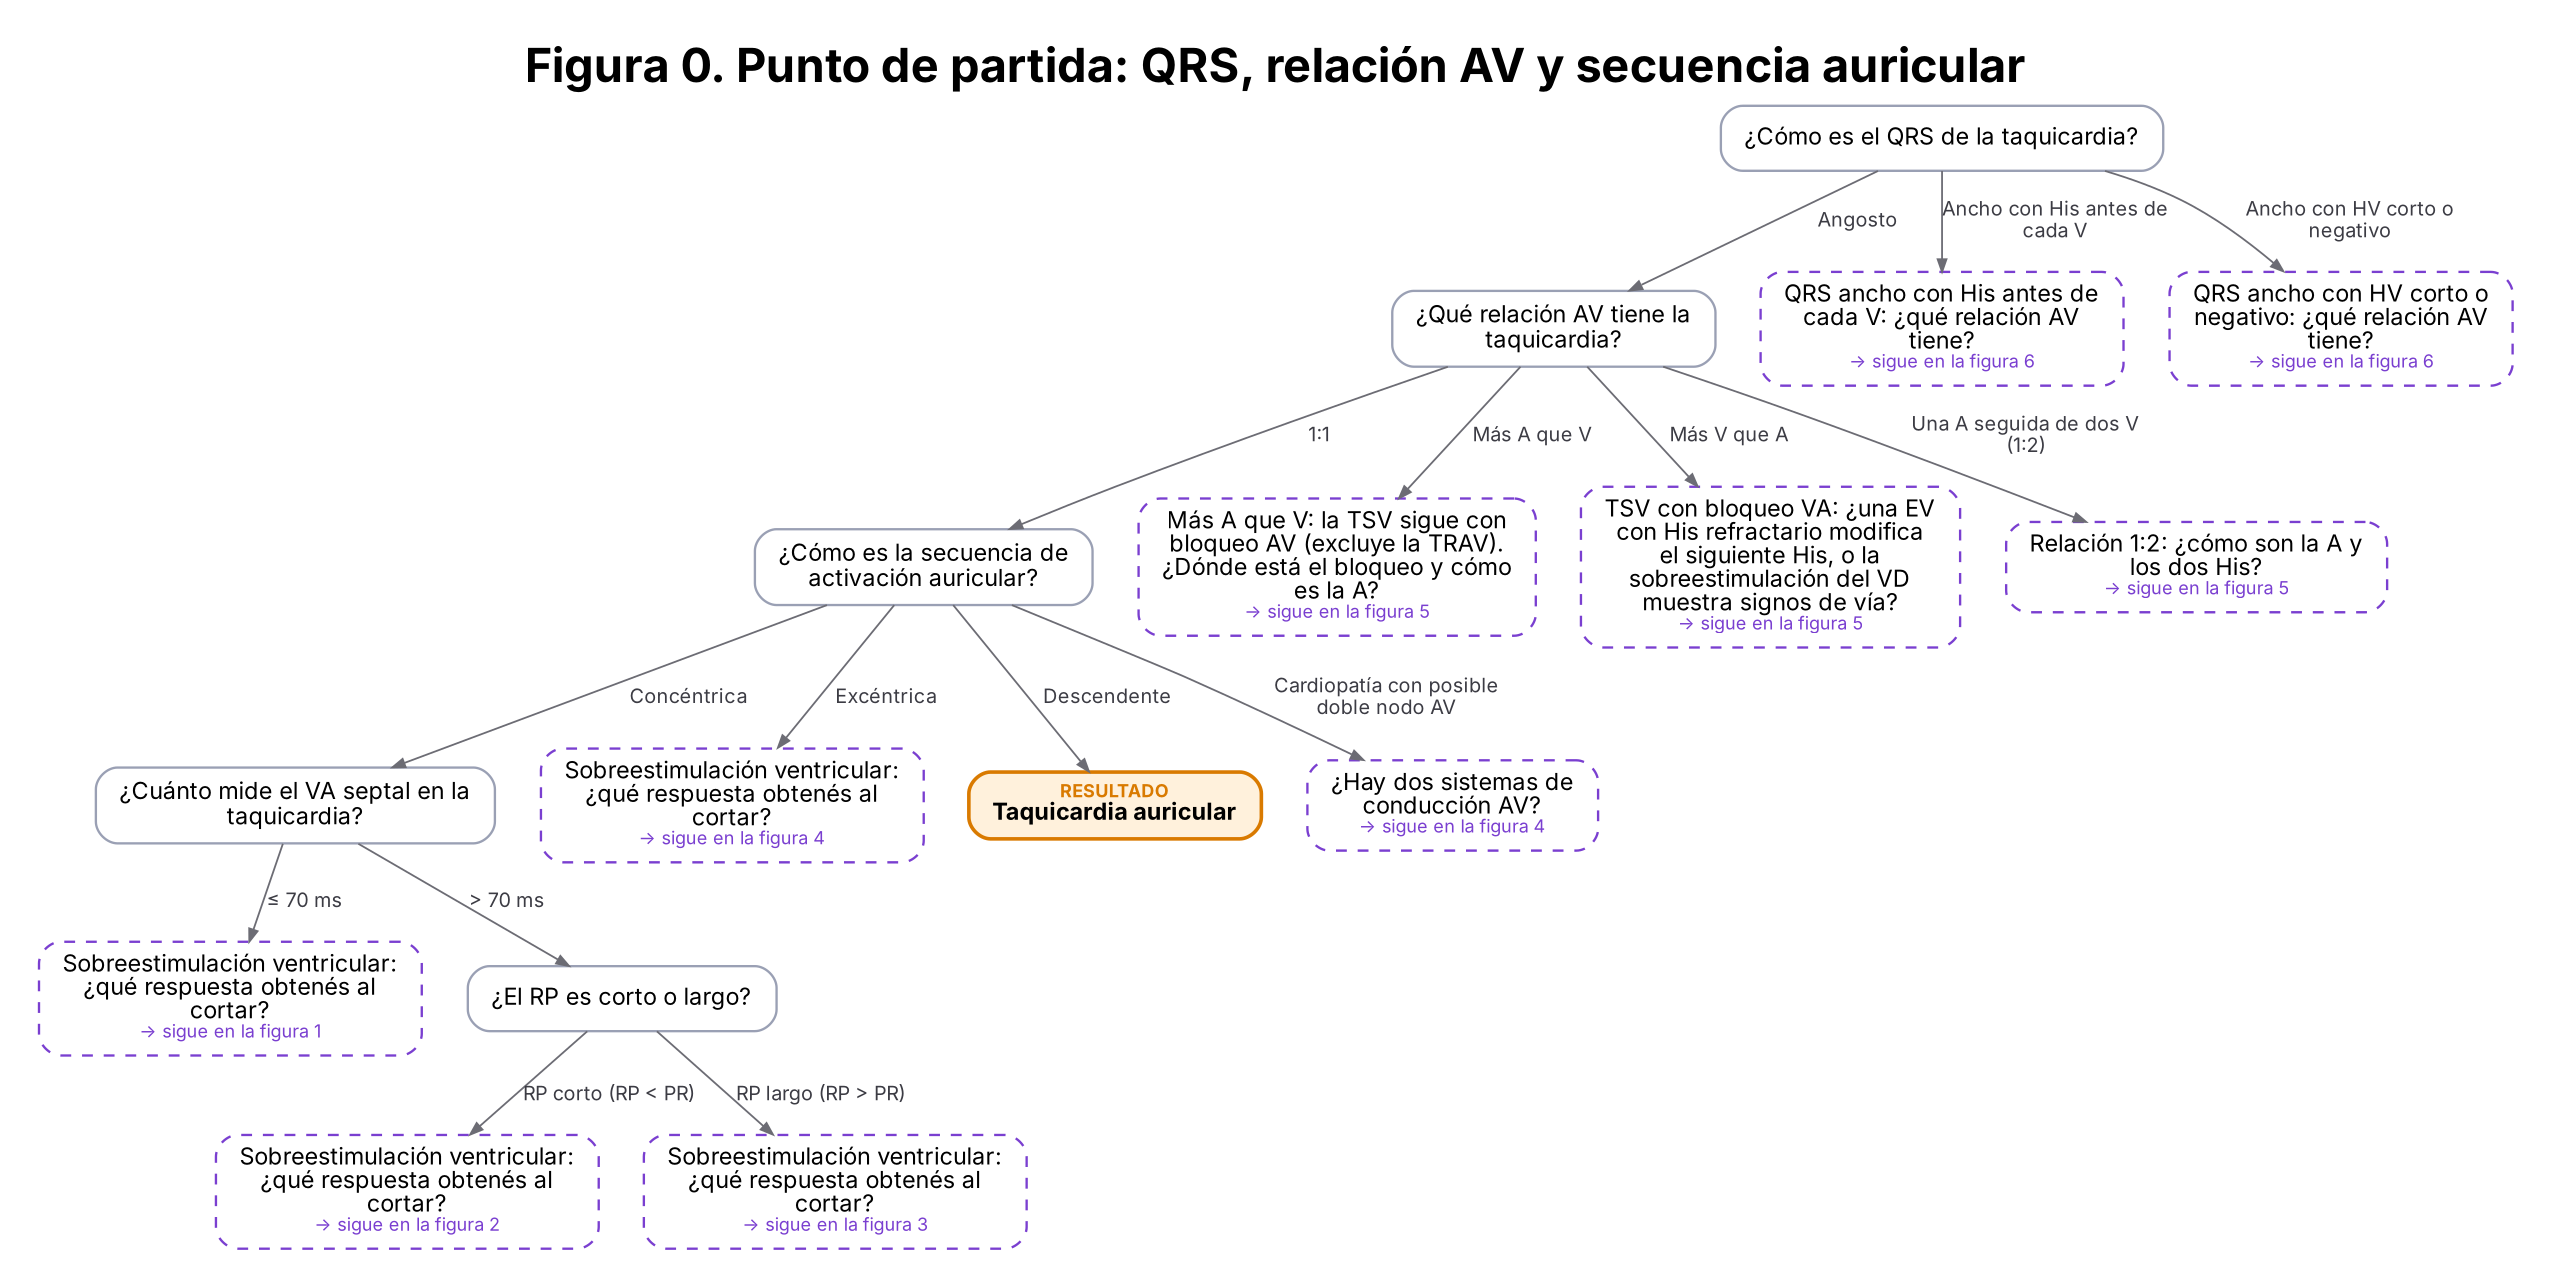 Figura 0. Punto de partida: QRS, relación AV y secuencia auricular
¿Cómo es el QRS de la taquicardia?
Angosto
Ancho con His antes de
cada V
Ancho con HV corto o
negativo
¿Qué relación AV tiene la
taquicardia?
QRS ancho con His antes de
cada V: ¿qué relación AV
tiene?
→ sigue en la figura 6
QRS ancho con HV corto o
negativo: ¿qué relación AV
tiene?
→ sigue en la figura 6
1:1
Más A que V
Más V que A
Una A seguida de dos V
(1:2)
¿Cómo es la secuencia de
activación auricular?
Más A que V: la TSV sigue con
bloqueo AV (excluye la TRAV).
¿Dónde está el bloqueo y cómo
es la A?
→ sigue en la figura 5
TSV con bloqueo VA: ¿una EV
con His refractario modifica
el siguiente His, o la
sobreestimulación del VD
muestra signos de vía?
→ sigue en la figura 5
Relación 1:2: ¿cómo son la A y
los dos His?
→ sigue en la figura 5
Concéntrica
Excéntrica
Descendente
Cardiopatía con posible
doble nodo AV
¿Cuánto mide el VA septal en la
taquicardia?
Sobreestimulación ventricular:
¿qué respuesta obtenés al
cortar?
→ sigue en la figura 4
RESULTADO
Taquicardia auricular
¿Hay dos sistemas de
conducción AV?
→ sigue en la figura 4
≤ 70 ms
> 70 ms
Sobreestimulación ventricular:
¿qué respuesta obtenés al
cortar?
→ sigue en la figura 1
¿El RP es corto o largo?
RP corto (RP < PR)
RP largo (RP > PR)
Sobreestimulación ventricular:
¿qué respuesta obtenés al
cortar?
→ sigue en la figura 2
Sobreestimulación ventricular:
¿qué respuesta obtenés al
cortar?
→ sigue en la figura 3